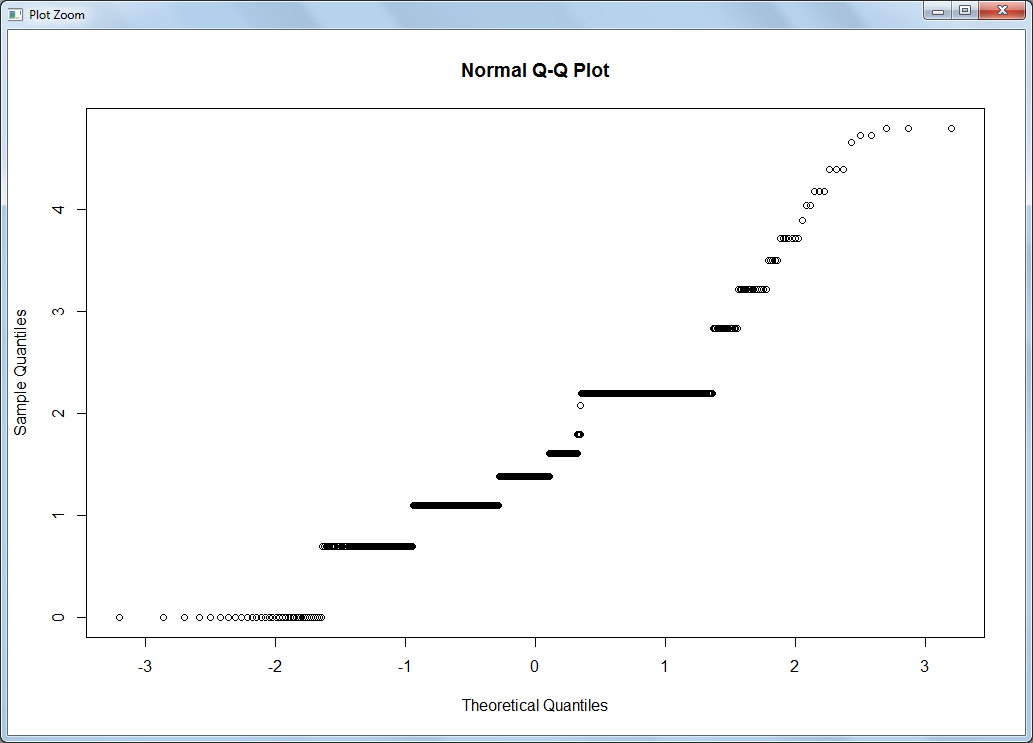 Plot Zoom
Normal Q-Q Plot
Sample Quantiles
4
3
2
1
0
-3 -2 -1 0 1 2 3
Theoretical Quantiles